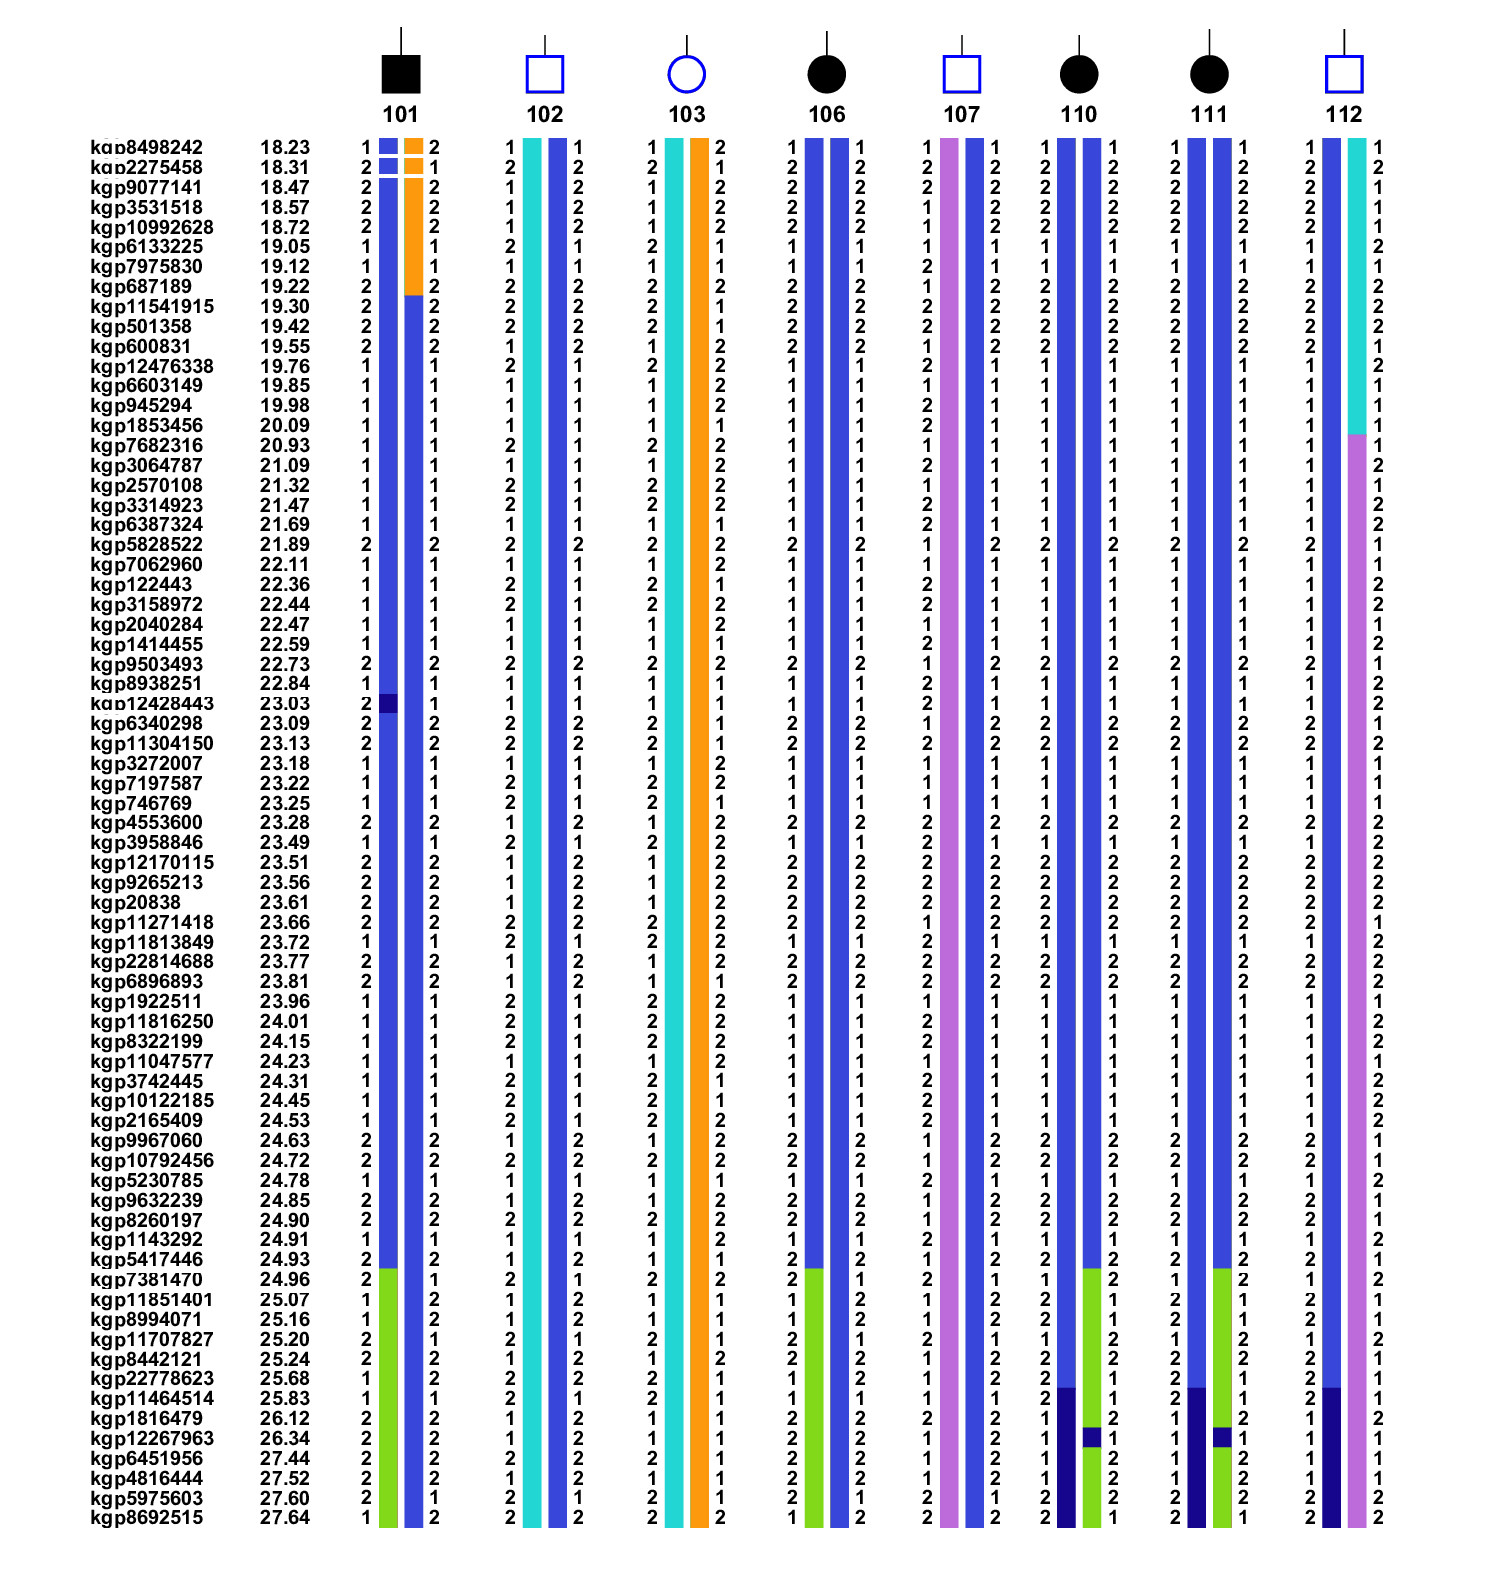 101 102 103 106 107 110 111 112
kgp8498242 18.23 1 2 1 1 1 2 1 1 1 1 1 1 1 1 1 1
kgp2275458 18.31 2 1 2 2 2 1 2 2 2 2 2 2 2 2 2 2
kgp9077141 18.47 2 2 1 2 1 2 2 2 2 2 2 2 2 2 2 1
kgp3531518 18.57 2 2 1 2 1 2 2 2 1 2 2 2 2 2 2 1
kgp10992628 18.72 2 2 1 2 1 2 2 2 1 2 2 2 2 2 2 1
kgp6133225 19.05 1 1 2 1 2 1 1 1 1 1 1 1 1 1 1 2
kgp7975830 19.12 1 1 1 1 1 1 1 1 2 1 1 1 1 1 1 1
kgp687189 19.22 2 2 2 2 2 2 2 2 1 2 2 2 2 2 2 2
kgp11541915 19.30 2 2 2 2 2 1 2 2 2 2 2 2 2 2 2 2
kgp501358 19.42 2 2 2 2 2 1 2 2 2 2 2 2 2 2 2 2
kgp600831 19.55 2 2 1 2 1 2 2 2 1 2 2 2 2 2 2 1
kgp12476338 19.76 1 1 2 1 2 2 1 1 1 1 1 1 1 1 1 2
kgp6603149 19.85 1 1 1 1 1 2 1 1 1 1 1 1 1 1 1 1
kgp945294 19.98 1 1 1 1 1 2 1 1 2 1 1 1 1 1 1 1
kgp1853456 20.09 1 1 1 1 1 1 1 1 2 1 1 1 1 1 1 1
kgp7682316 20.93 1 1 2 1 2 2 1 1 1 1 1 1 1 1 1 1
kgp3064787 21.09 1 1 1 1 1 2 1 1 2 1 1 1 1 1 1 2
kgp2570108 21.32 1 1 2 1 2 1 1 1 1 1 1 1 1 1 1 1
kgp3314923 21.47 1 1 2 1 2 2 1 1 2 1 1 1 1 1 1 2
kgp6387324 21.69 1 1 1 1 1 1 1 1 2 1 1 1 1 1 1 2
kgp5828522 21.89 2 2 2 2 2 2 2 2 1 2 2 2 2 2 2 1
kgp7062960 22.11 1 1 1 1 1 2 1 1 1 1 1 1 1 1 1 1
kgp122443 22.36 1 1 2 1 2 1 1 1 2 1 1 1 1 1 1 2
kgp3158972 22.44 1 1 2 1 2 2 1 1 2 1 1 1 1 1 1 2
kgp2040284 22.47 1 1 1 1 1 2 1 1 1 1 1 1 1 1 1 1
kgp1414455 22.59 1 1 1 1 1 1 1 1 2 1 1 1 1 1 1 2
kgp9503493 22.73 2 2 2 2 2 2 2 2 1 2 2 2 2 2 2 1
kgp8938251 22.84 1 1 1 1 1 1 1 1 2 1 1 1 1 1 1 2
kgp12428443 23.03 2 1 1 1 1 1 1 1 2 1 1 1 1 1 1 2
kgp6340298 23.09 2 2 2 2 2 1 2 2 1 2 2 2 2 2 2 1
kgp11304150 23.13 2 2 2 2 2 1 2 2 2 2 2 2 2 2 2 2
kgp3272007 23.18 1 1 1 1 1 2 1 1 1 1 1 1 1 1 1 1
kgp7197587 23.22 1 1 2 1 2 2 1 1 1 1 1 1 1 1 1 1
kgp746769 23.25 1 1 2 1 2 1 1 1 1 1 1 1 1 1 1 1
kgp4553600 23.28 2 2 1 2 1 2 2 2 2 2 2 2 2 2 2 2
kgp3958846 23.49 1 1 2 1 2 2 1 1 2 1 1 1 1 1 1 2
kgp12170115 23.51 2 2 1 2 1 2 2 2 2 2 2 2 2 2 2 2
kgp9265213 23.56 2 2 1 2 1 2 2 2 2 2 2 2 2 2 2 2
kgp20838 23.61 2 2 1 2 1 2 2 2 2 2 2 2 2 2 2 2
kgp11271418 23.66 2 2 2 2 2 2 2 2 1 2 2 2 2 2 2 1
kgp11813849 23.72 1 1 2 1 2 2 1 1 2 1 1 1 1 1 1 2
kgp22814688 23.77 2 2 1 2 1 2 2 2 2 2 2 2 2 2 2 2
kgp6896893 23.81 2 2 1 2 1 1 2 2 2 2 2 2 2 2 2 2
kgp1922511 23.96 1 1 2 1 2 2 1 1 1 1 1 1 1 1 1 1
kgp11816250 24.01 1 1 2 1 2 2 1 1 2 1 1 1 1 1 1 2
kgp8322199 24.15 1 1 1 1 1 2 1 1 2 1 1 1 1 1 1 2
kgp11047577 24.23 1 1 1 1 1 2 1 1 1 1 1 1 1 1 1 1
kgp3742445 24.31 1 1 2 1 2 1 1 1 2 1 1 1 1 1 1 2
kgp10122185 24.45 1 1 2 1 2 1 1 1 2 1 1 1 1 1 1 2
kgp2165409 24.53 1 1 2 1 2 2 1 1 2 1 1 1 1 1 1 2
kgp9967060 24.63 2 2 1 2 1 2 2 2 1 2 2 2 2 2 2 1
kgp10792456 24.72 2 2 2 2 2 2 2 2 1 2 2 2 2 2 2 1
kgp5230785 24.78 1 1 1 1 1 1 1 1 2 1 1 1 1 1 1 2
kgp9632239 24.85 2 2 1 2 1 2 2 2 1 2 2 2 2 2 2 1
kgp8260197 24.90 2 2 2 2 2 2 2 2 1 2 2 2 2 2 2 1
kgp1143292 24.91 1 1 1 1 1 2 1 1 2 1 1 1 1 1 1 2
kgp5417446 24.93 2 2 1 2 1 1 2 2 1 2 2 2 2 2 2 1
kgp7381470 24.96 2 1 2 1 2 2 2 1 2 1 1 2 1 2 1 2
kgp11851401 25.07 1 2 1 2 1 1 1 2 1 2 2 1 2 1 2 1
kgp8994071 25.16 1 2 1 2 1 1 1 2 1 2 2 1 2 1 2 1
kgp11707827 25.20 2 1 2 1 2 1 2 1 2 1 1 2 1 2 1 2
kgp8442121 25.24 2 2 1 2 1 2 2 2 1 2 2 2 2 2 2 1
kgp22778623 25.68 2 2 2 2 2 1 1 2 1 2 2 1 2 1 2 1
kgp11464514 25.83 1 1 2 1 2 1 1 1 1 1 2 1 2 1 2 1
kgp1816479 26.12 2 2 1 2 1 1 2 2 2 2 1 2 1 2 1 2
kgp12267963 26.34 2 2 1 2 1 1 2 2 1 2 1 1 1 1 1 1
kgp6451956 27.44 2 2 2 2 2 1 2 2 1 2 1 2 1 2 1 1
kgp4816444 27.52 2 2 1 2 1 1 2 2 1 2 1 2 1 2 1 1
kgp5975603 27.60 2 1 2 1 2 1 2 1 2 1 2 2 2 2 2 2
kgp8692515 27.64 1 2 2 2 2 2 1 2 2 2 2 1 2 1 2 2